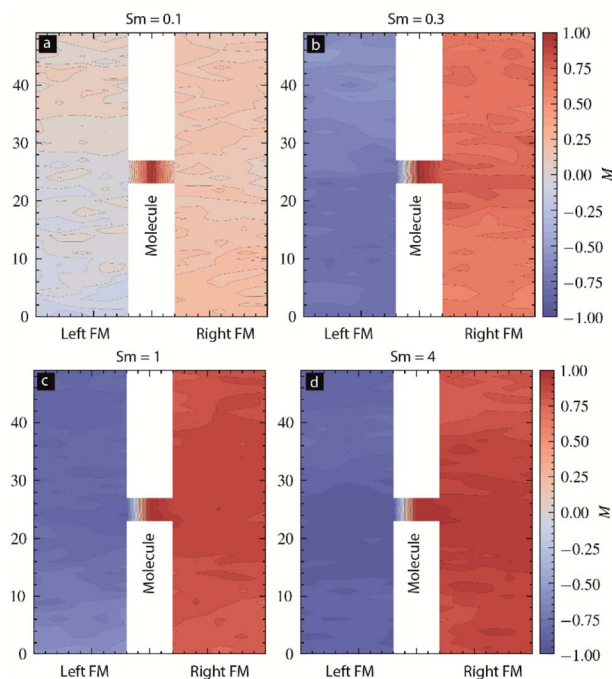 Sm = 0.1
Sm = 0.3
a
b
40
30
20
10
0
Molecule
Molecule
1.00
0.75
0.50
0.25
0.00
−0.25
−0.50
−0.75
−1.00
M
Left FM
Right FM
Left FM
Right FM
Sm = 1
Sm = 4
c
d
40
30
20
10
0
Molecule
Molecule
1.00
0.75
0.50
0.25
0.00
−0.25
−0.50
−0.75
−1.00
M
Left FM
Right FM
Left FM
Right FM